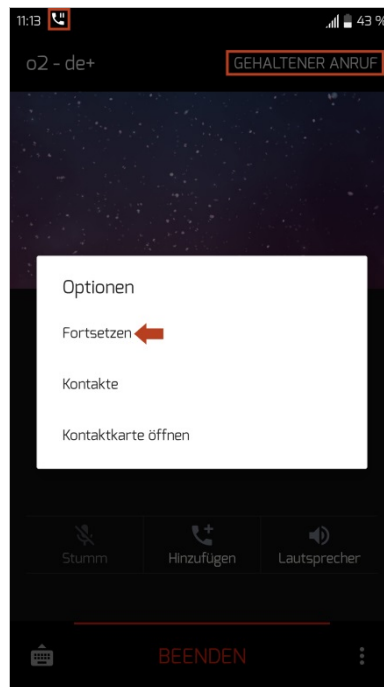 11:13 43 %
o2 - de+ GEHALTENER ANRUF
Optionen
Fortsetzen
Kontakte
Kontaktkarte öffnen
Stumm Hinzufügen Lautsprecher
BEENDEN